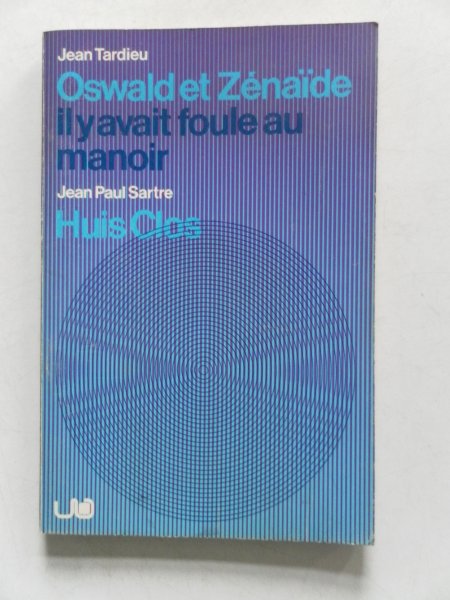 Jean Tardieu
Oswald et Zénaïde
Il y avait foule au
manoir
Jean Paul Sartre
Huis Clos